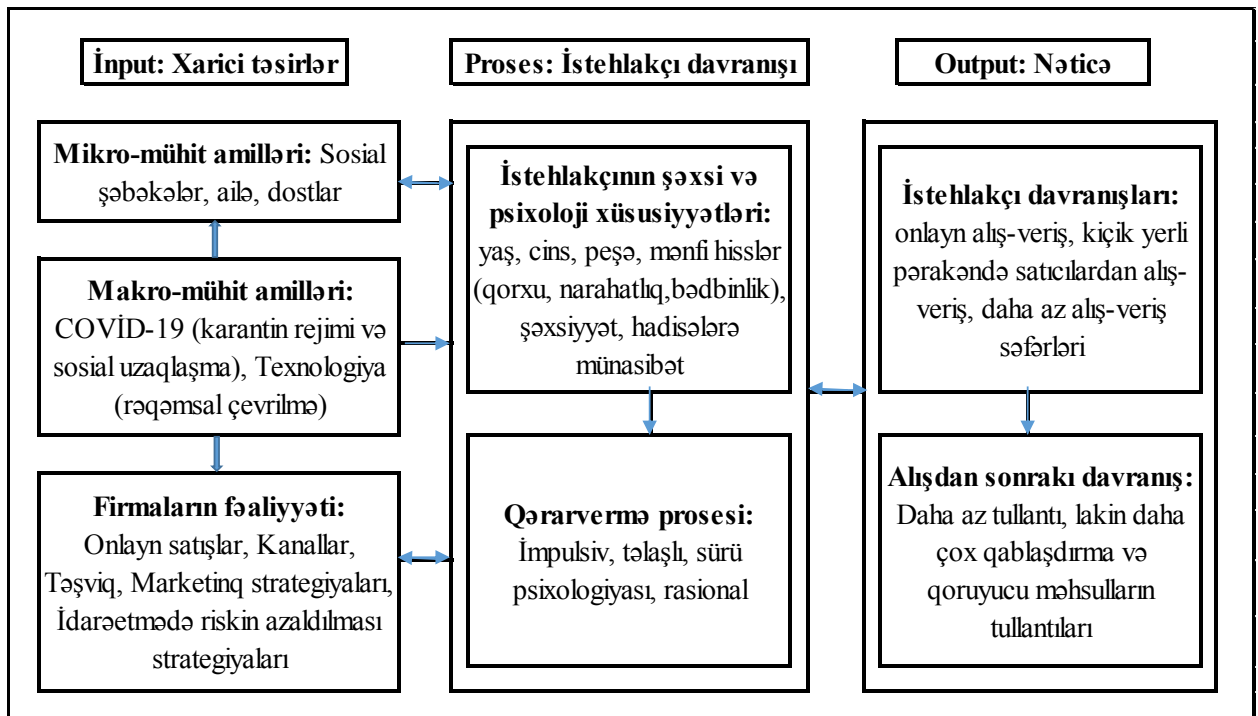 İnput: Xarici təsirlər
Proses: İstehlakçı davranışı
Output: Nəticə
Mikro-mühit amilləri: Sosial
şəbəkələr, ailə, dostlar
Makro-mühit amilləri:
COVİD-19 (karantin rejimi və
sosial uzaqlaşma), Texnologiya
(rəqəmsal çevrilmə)
Firmaların fəaliyyəti:
Onlayn satışlar, Kanallar,
Təşviq, Marketinq strategiyaları,
İdarəetmədə riskin azaldılması
strategiyaları
İstehlakçının şəxsi və
psixoloji xüsusiyyətləri:
yaş, cins, peşə, mənfi hisslər
(qorxu, narahatlıq,bədbinlik),
şəxsiyyət, hadisələrə
münasibət
Qərarvermə prosesi:
İmpulsiv, təlaşlı, sürü
psixologiyası, rasional
İstehlakçı davranışları:
onlayn alış-veriş, kiçik yerli
pərakəndə satıcılardan alış-
veriş, daha az alış-veriş
səfərləri
Alışdan sonrakı davranış:
Daha az tullantı, lakin daha
çox qablaşdırma və
qoruyucu məhsulların
tullantıları